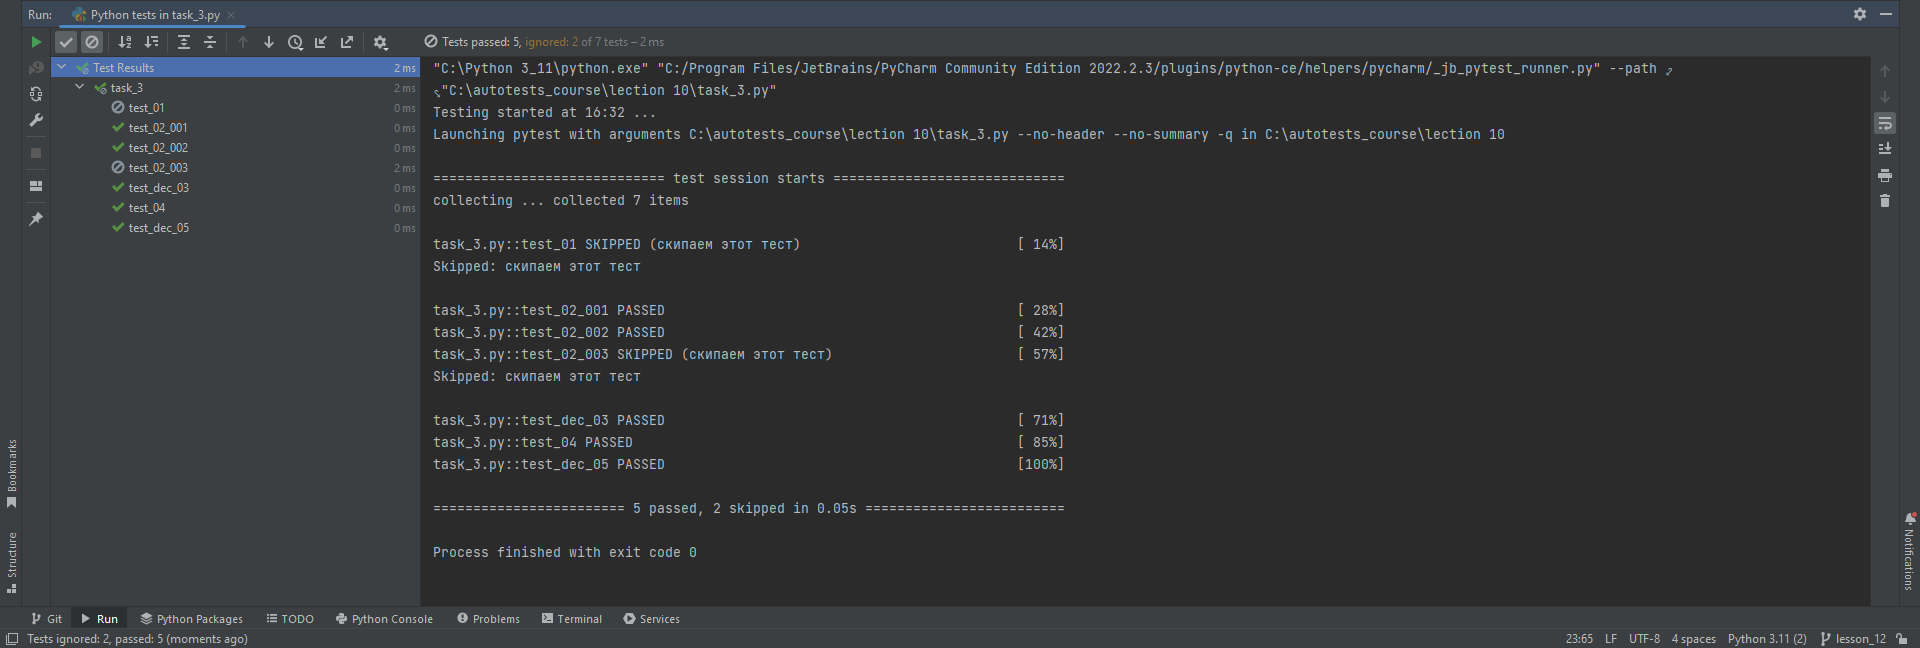 Run: Python tests in task_3.py
Tests passed: 5, ignored: 2 of 7 tests – 2 ms
Test Results 2 ms
task_3 2 ms
test_01 0 ms
test_02_001 0 ms
test_02_002 0 ms
test_02_003 2 ms
test_dec_03 0 ms
test_04 0 ms
test_dec_05 0 ms
"C:\Python 3_11\python.exe" "C:/Program Files/JetBrains/PyCharm Community Edition 2022.2.3/plugins/python-ce/helpers/pycharm/_jb_pytest_runner.py" --path
"C:\autotests_course\lection 10\task_3.py"
Testing started at 16:32 ...
Launching pytest with arguments C:\autotests_course\lection 10\task_3.py --no-header --no-summary -q in C:\autotests_course\lection 10
============================= test session starts =============================
collecting ... collected 7 items
task_3.py::test_01 SKIPPED (скипаем этот тест) [ 14%]
Skipped: скипаем этот тест
task_3.py::test_02_001 PASSED [ 28%]
task_3.py::test_02_002 PASSED [ 42%]
task_3.py::test_02_003 SKIPPED (скипаем этот тест) [ 57%]
Skipped: скипаем этот тест
task_3.py::test_dec_03 PASSED [ 71%]
task_3.py::test_04 PASSED [ 85%]
task_3.py::test_dec_05 PASSED [100%]
======================== 5 passed, 2 skipped in 0.05s =========================
Process finished with exit code 0
Bookmarks
Structure
Notifications
Git Run Python Packages TODO Python Console Problems Terminal Services
Tests ignored: 2, passed: 5 (moments ago) 23:65 LF UTF-8 4 spaces Python 3.11 (2) lesson_12